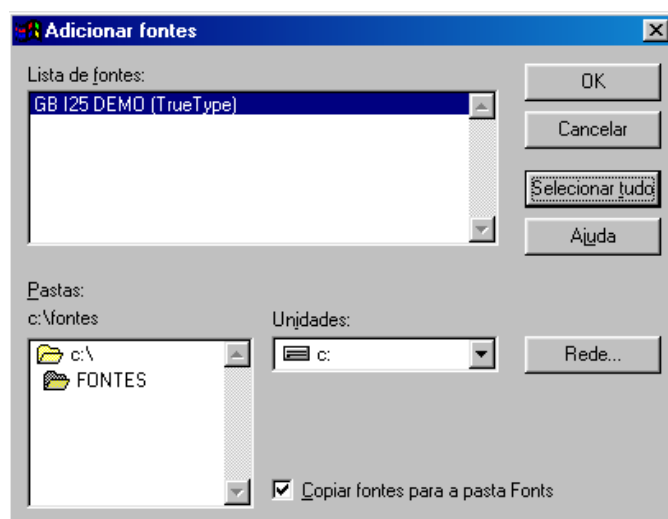 Adicionar fontes
Lista de fontes:
GB I25 DEMO (TrueType)
OK
Cancelar
Selecionar tudo
Ajuda
Pastas:
c:\fontes
Unidades:
c:\
FONTES
c:
Rede...
Copiar fontes para a pasta Fonts